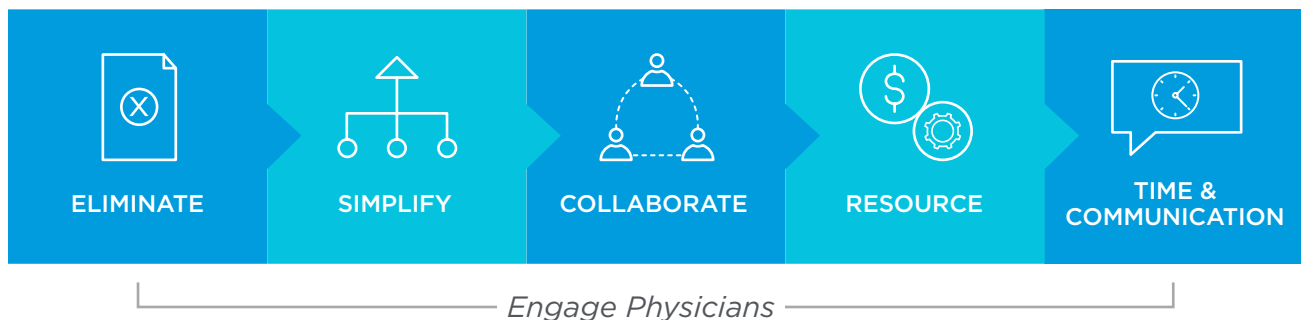 X
$
ELIMINATE
SIMPLIFY
COLLABORATE
RESOURCE
TIME &
COMMUNICATION
Engage Physicians